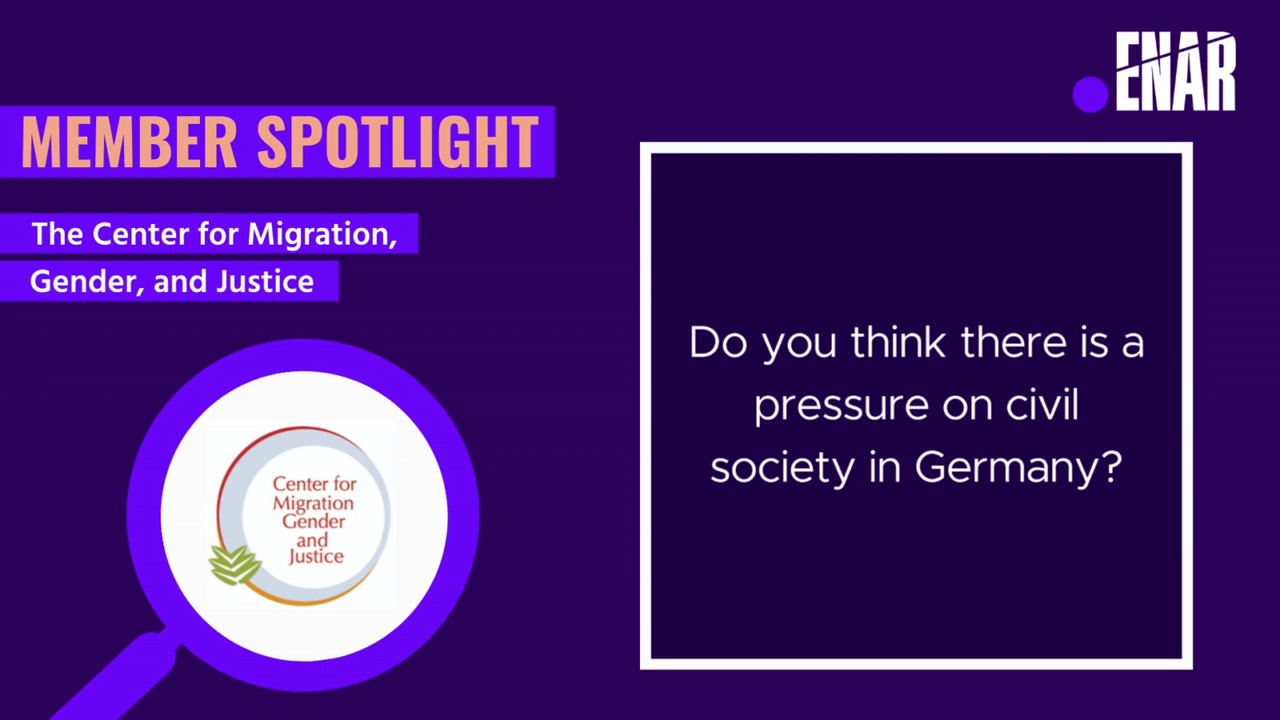 ENAR
MEMBER SPOTLIGHT
The Center for Migration,
Gender, and Justice
Center for
Migration
Gender
and
Justice
Do you think there is a
pressure on civil
society in Germany?